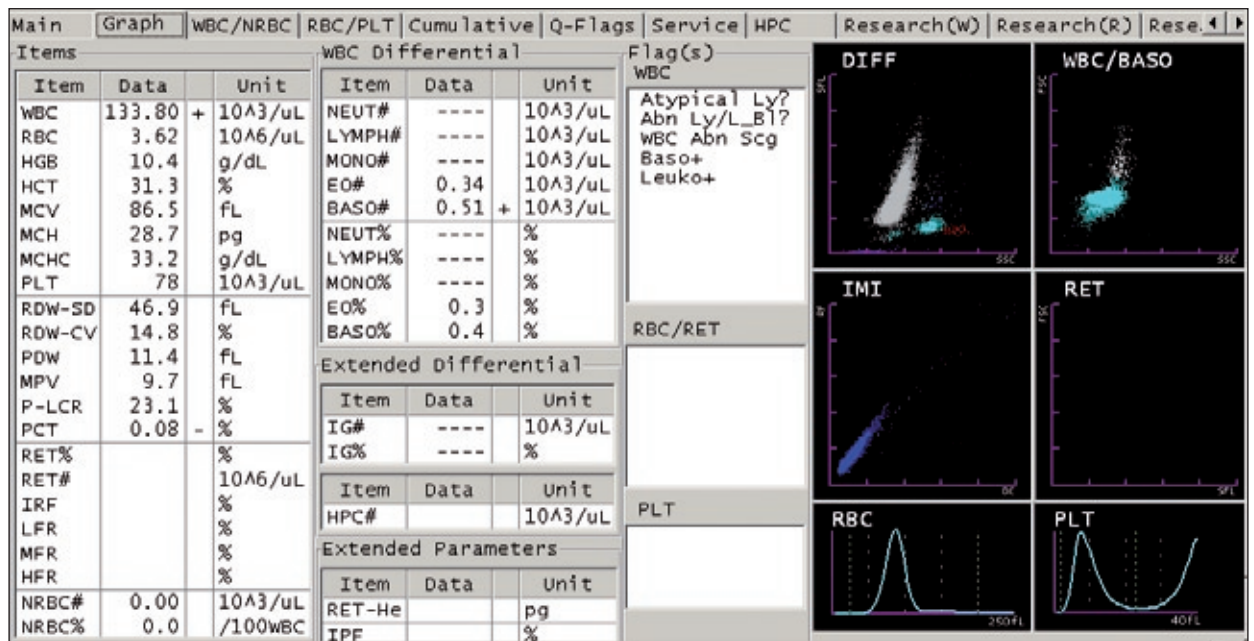 Main Graph WBC/NRBC RBC/PLT Cumulative Q-Flags Service HPC Research(W) Research(R) Rese.
Items
Item Data Unit
WBC 133.80 + 10^3/uL
RBC 3.62 10^6/uL
HGB 10.4 g/dL
HCT 31.3 %
MCV 86.5 fL
MCH 28.7 pg
MCHC 33.2 g/dL
PLT 78 10^3/uL
RDW-SD 46.9 fL
RDW-CV 14.8 %
PDW 11.4 fL
MPV 9.7 fL
P-LCR 23.1 %
PCT 0.08 - %
RET% %
RET# 10^6/uL
IRF %
LFR %
MFR %
HFR %
NRBC# 0.00 10^3/uL
NRBC% 0.0 /100WBC
WBC Differential
Item Data Unit
NEUT# ---- 10^3/uL
LYMPH# ---- 10^3/uL
MONO# ---- 10^3/uL
EO# 0.34 10^3/uL
BASO# 0.51 + 10^3/uL
NEUT% ---- %
LYMPH% ---- %
MONO% ---- %
EO% 0.3 %
BASO% 0.4 %
Extended Differential
Item Data Unit
IG# ---- 10^3/uL
IG% ---- %
Item Data Unit
HPC# 10^3/uL
Extended Parameters
Item Data Unit
RET-He pg
IPF %
Flag(s)
WBC
Atypical Ly?
Abn Ly/L_Bl?
WBC Abn Scg
Baso+
Leuko+
RBC/RET
PLT
DIFF
SFL
SSC
WBC/BASO
FSC
SSC
IMI
RF
DC
RET
FSC
SFL
RBC
250fL
PLT
40fL